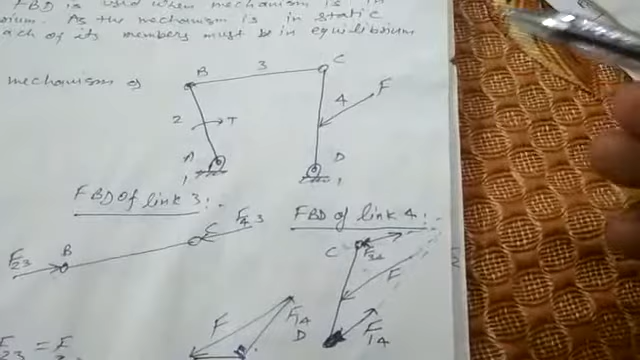 FBD is used when mechanism is in
As the mechanism is in static
ach of its members must be in equilibrium
mechanism of
B 3 C
2 T 4 F
A D
1 1
FBD of link 3:-
FBD of link 4:-
F23 B C F43
C F34 F
F F14 D F14
F23 =